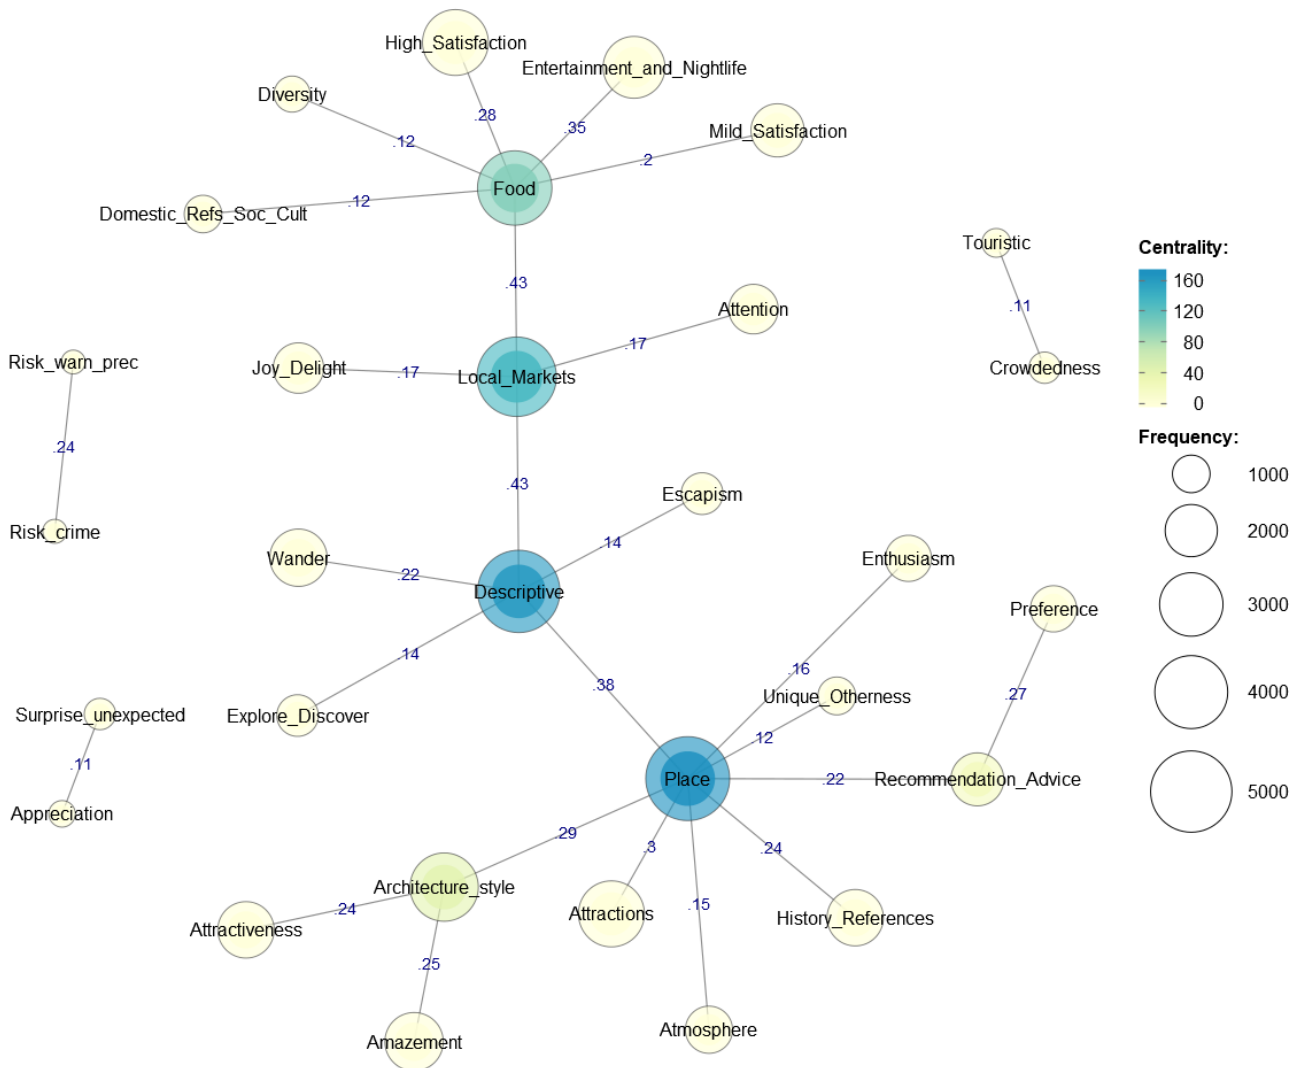 High_Satisfaction
Entertainment_and_Nightlife
Diversity
.28
.35
Mild_Satisfaction
.12
.2
Food
.12
Domestic_Refs_Soc_Cult
Touristic
Centrality:
160
120
80
40
0
.43
.11
Attention
.17
Risk_warn_prec
Joy_Delight
.17
Local_Markets
Crowdedness
Frequency:
1000
2000
3000
4000
5000
.24
.43
Escapism
Risk_crime
.14
Wander
.22
Descriptive
Enthusiasm
Preference
.14
.38
.16
.27
Unique_Otherness
Surprise_unexpected
Explore_Discover
.12
.11
Place
.22
Recommendation_Advice
Appreciation
.29
.3
.24
Architecture_style
.24
Attractiveness
Attractions
.15
History_References
.25
Amazement
Atmosphere